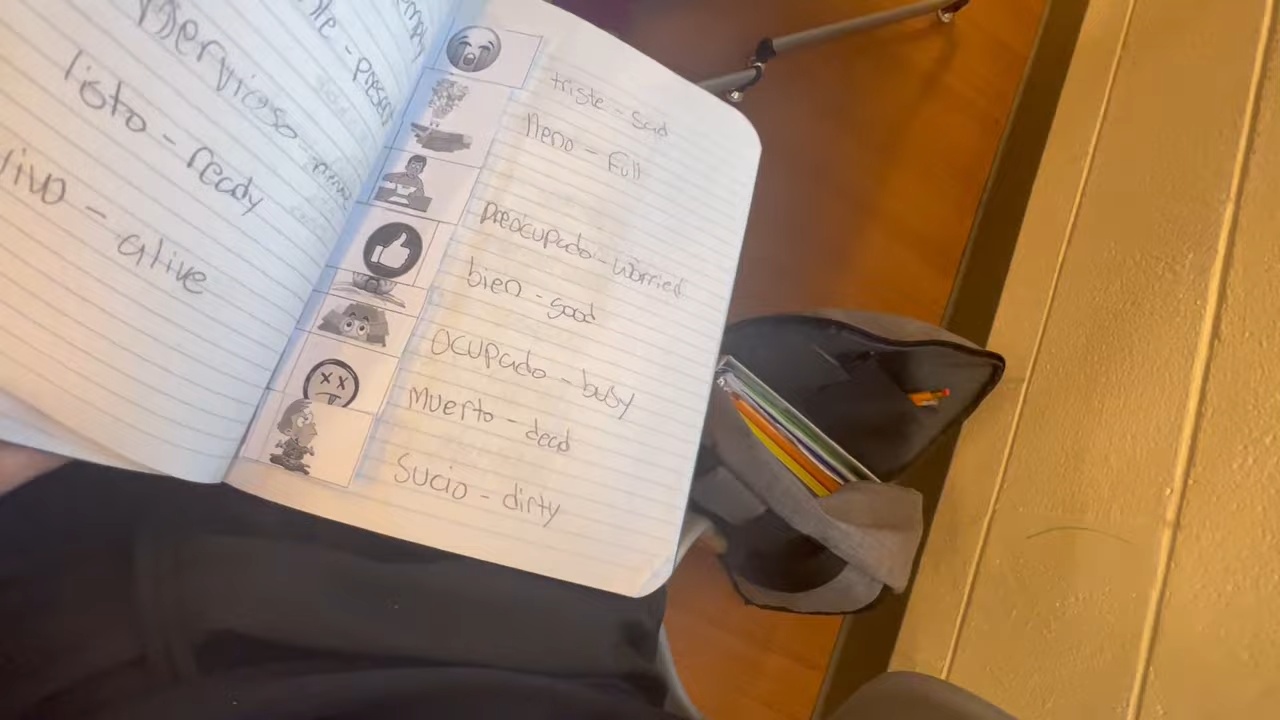 nervioso -
listo - ready
vivo - alive
triste - sad
lleno - full
preocupado - worried
bien - good
ocupado - busy
muerto - dead
sucio - dirty